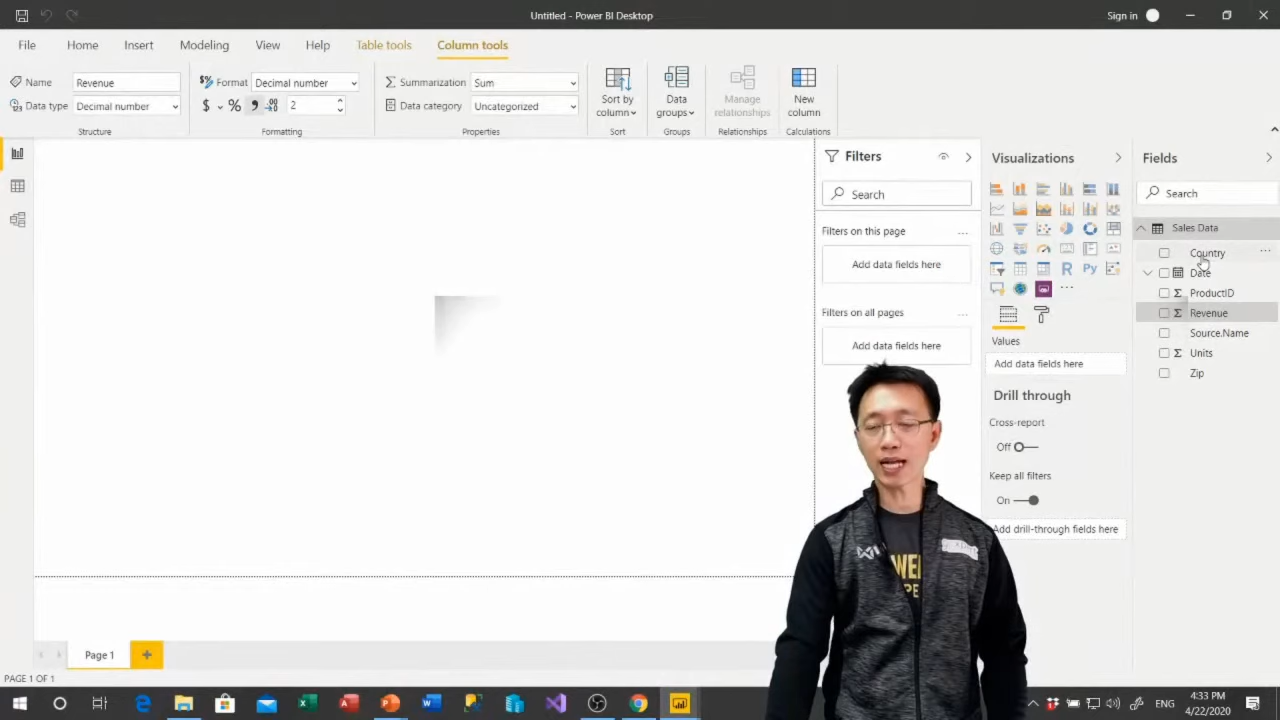 Untitled - Power BI Desktop
Sign in
File Home Insert Modeling View Help Table tools Column tools
Name Revenue
Format Decimal number
Summarization Sum
Data type Decimal number
$ % 9 .00 2
Data category Uncategorized
Sort by column
Data groups
Manage relationships
New column
Structure Formatting Properties Sort Groups Relationships Calculations
Filters
Search
Filters on this page ...
Add data fields here
Filters on all pages ...
Add data fields here
Visualizations
R Py
...
Values
Add data fields here
Drill through
Cross-report
Off
Keep all filters
On
Add drill-through fields here
Fields
Search
Sales Data
Country ...
Date
ProductID
Revenue
Source.Name
Units
Zip
Page 1 +
PAGE 1 OF 1
ENG
4:33 PM
4/22/2020